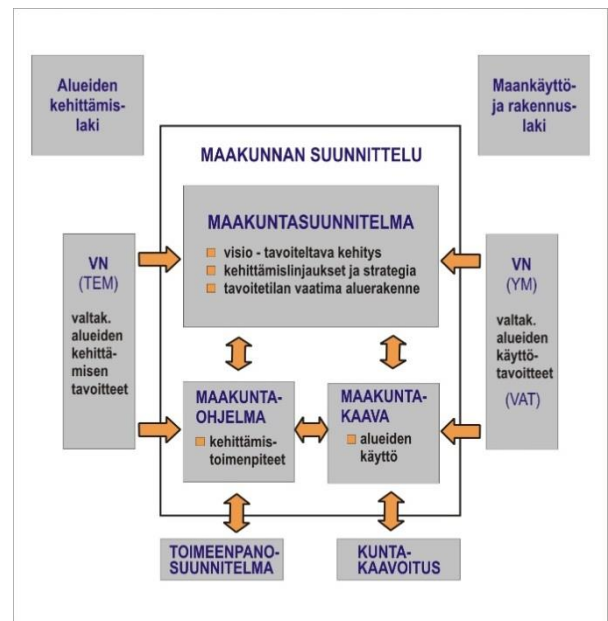 Alueiden
kehittämis-
laki
Maankäyttö-
ja rakennus-
laki
MAAKUNNAN SUUNNITTELU
MAAKUNTASUUNNITELMA
visio - tavoiteltava kehitys
kehittämislinjaukset ja strategia
tavoitetilan vaatima aluerakenne
VN
(TEM)
valtak.
alueiden
kehittä-
misen
tavoitteet
VN
(YM)
valtak.
alueiden
käyttö-
tavoitteet
(VAT)
MAAKUNTA-
OHJELMA
kehittämis-
toimenpiteet
MAAKUNTA-
KAAVA
alueiden
käyttö
TOIMEENPANO-
SUUNNITELMA
KUNTA-
KAAVOITUS